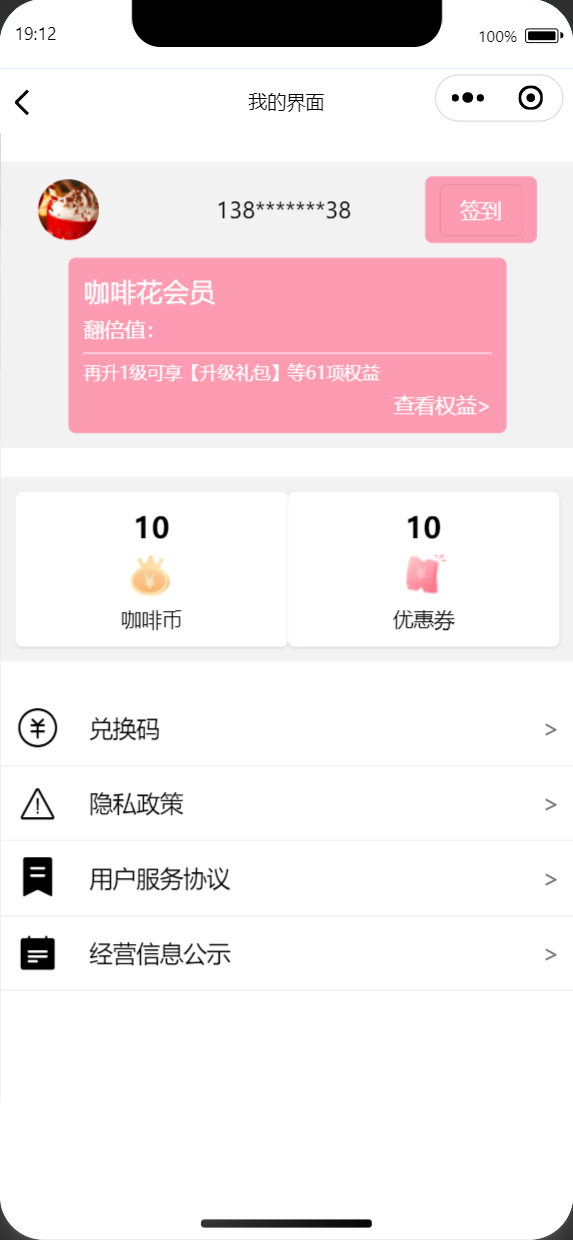 19:12
100%
我的界面
138*******38
签到
咖啡花会员
翻倍值：
再升1级可享【升级礼包】等61项权益
查看权益>
10
咖啡币
10
优惠券
兑换码 >
隐私政策 >
用户服务协议 >
经营信息公示 >